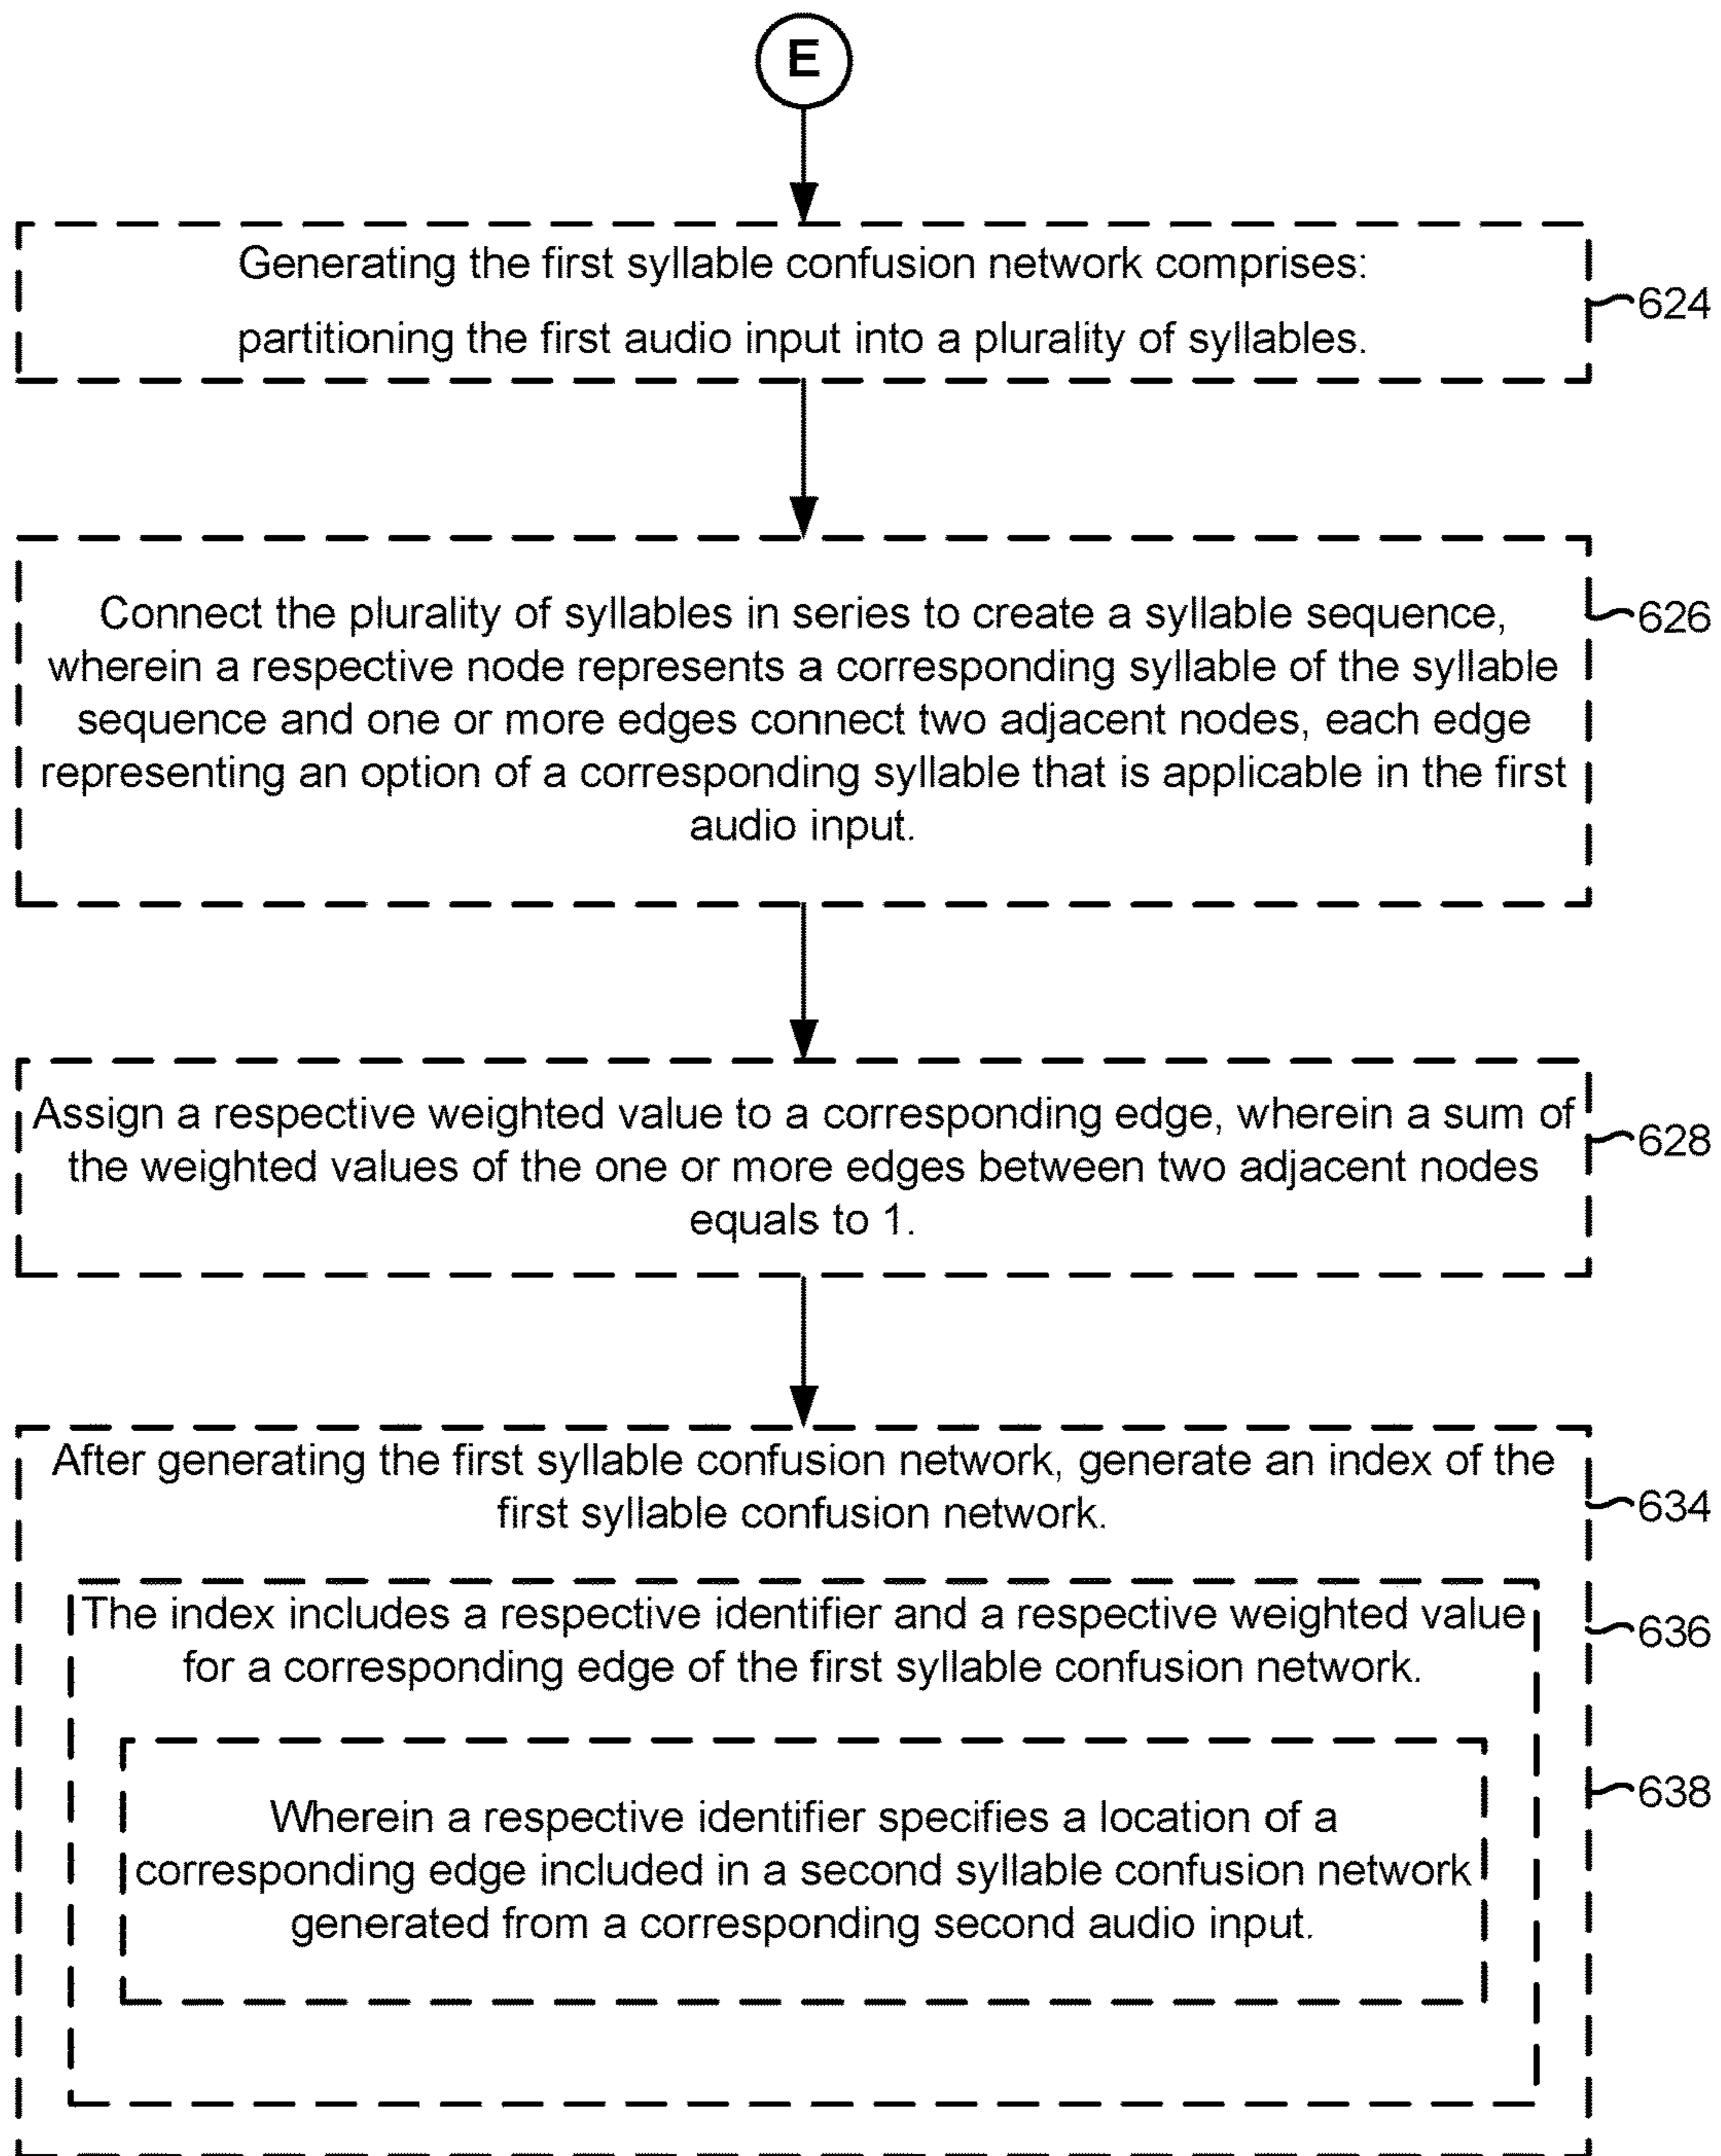 E
Generating the first syllable confusion network comprises:
partitioning the first audio input into a plurality of syllables.
624
Connect the plurality of syllables in series to create a syllable sequence,
wherein a respective node represents a corresponding syllable of the syllable
sequence and one or more edges connect two adjacent nodes, each edge
representing an option of a corresponding syllable that is applicable in the first
audio input.
626
Assign a respective weighted value to a corresponding edge, wherein a sum of
the weighted values of the one or more edges between two adjacent nodes
equals to 1.
628
After generating the first syllable confusion network, generate an index of the
first syllable confusion network.
634
The index includes a respective identifier and a respective weighted value
for a corresponding edge of the first syllable confusion network.
636
Wherein a respective identifier specifies a location of a
corresponding edge included in a second syllable confusion network
generated from a corresponding second audio input.
638